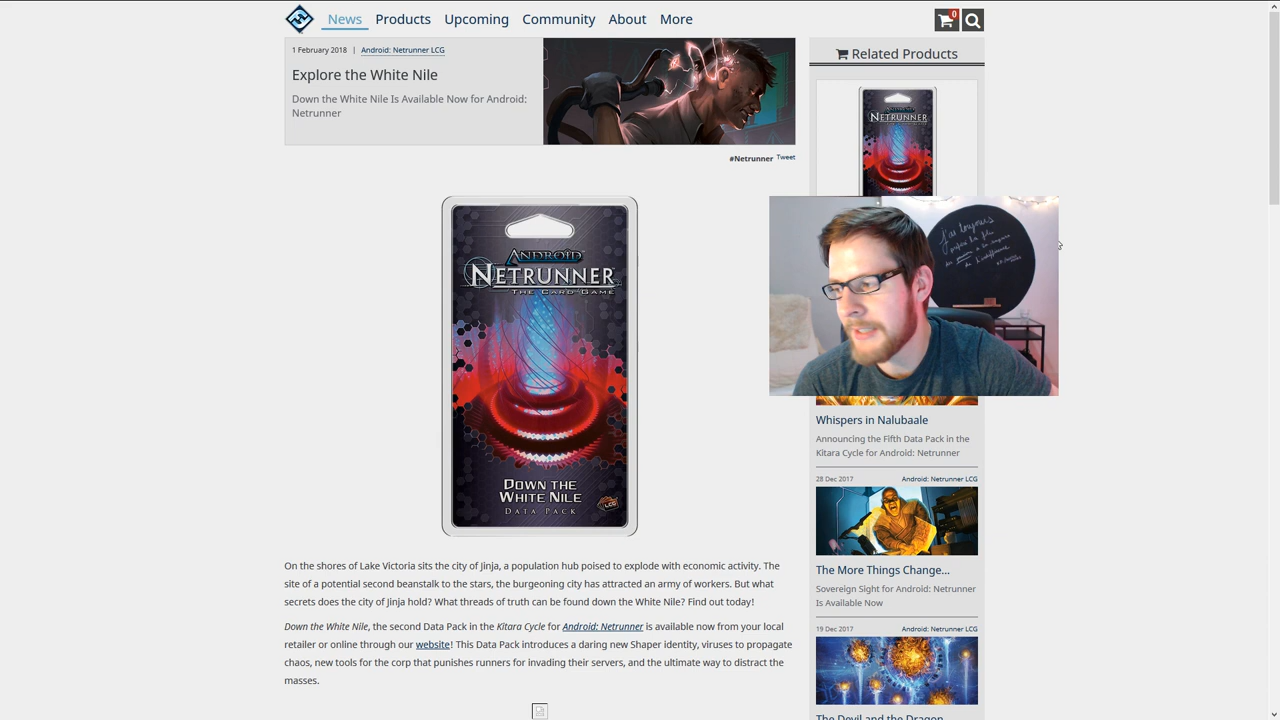 News
Products
Upcoming
Community
About
More
0
1 February 2018 | Android: Netrunner LCG
Explore the White Nile
Down the White Nile Is Available Now for Android:
Netrunner
#Netrunner Tweet
ANDROID
NETRUNNER
THE CARD GAME
DOWN THE
WHITE NILE
DATA PACK
LCG
On the shores of Lake Victoria sits the city of Jinja, a population hub poised to explode with economic activity. The
site of a potential second beanstalk to the stars, the burgeoning city has attracted an army of workers. But what
secrets does the city of Jinja hold? What threads of truth can be found down the White Nile? Find out today!
Down the White Nile, the second Data Pack in the Kitara Cycle for Android: Netrunner is available now from your local
retailer or online through our website! This Data Pack introduces a daring new Shaper identity, viruses to propagate
chaos, new tools for the corp that punishes runners for invading their servers, and the ultimate way to distract the
masses.
Related Products
ANDROID
NETRUNNER
J'ai toujours
Whispers in Nalubaale
Announcing the Fifth Data Pack in the
Kitara Cycle for Android: Netrunner
28 Dec 2017 Android: Netrunner LCG
The More Things Change...
Sovereign Sight for Android: Netrunner
Is Available Now
19 Dec 2017 Android: Netrunner LCG
The Devil and the Dragon